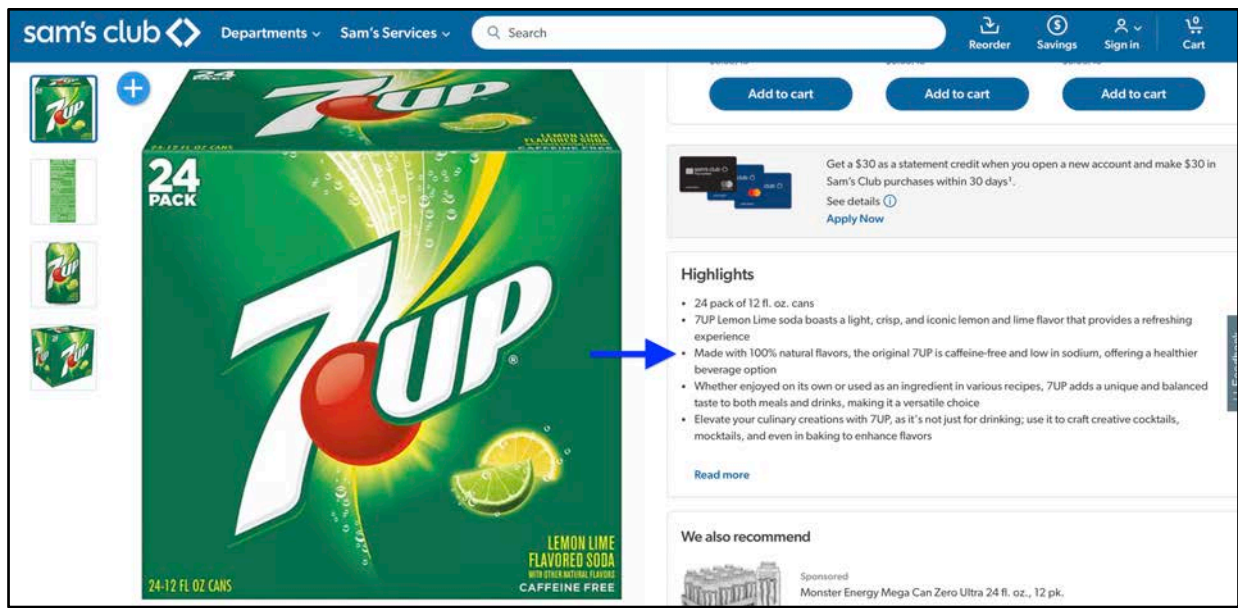 sam's club
Departments
Sam's Services
Search
Reorder
Savings
Sign in
0
Cart
Add to cart
Add to cart
Add to cart
Get a $30 as a statement credit when you open a new account and make $30 in
Sam's Club purchases within 30 days¹.
See details
Apply Now
24
PACK
7UP
LEMON LIME
FLAVORED SODA
CAFFEINE FREE
24-12 FL OZ CANS
24
PACK
7UP
LEMON LIME
FLAVORED SODA
WITH OTHER NATURAL FLAVORS
CAFFEINE FREE
24-12 FL OZ CANS
Highlights
• 24 pack of 12 fl. oz. cans
• 7UP Lemon Lime soda boasts a light, crisp, and iconic lemon and lime flavor that provides a refreshing
experience
• Made with 100% natural flavors, the original 7UP is caffeine-free and low in sodium, offering a healthier
beverage option
• Whether enjoyed on its own or used as an ingredient in various recipes, 7UP adds a unique and balanced
taste to both meals and drinks, making it a versatile choice
• Elevate your culinary creations with 7UP, as it's not just for drinking; use it to craft creative cocktails,
mocktails, and even in baking to enhance flavors
Read more
Feedback
We also recommend
Sponsored
Monster Energy Mega Can Zero Ultra 24 fl. oz., 12 pk.